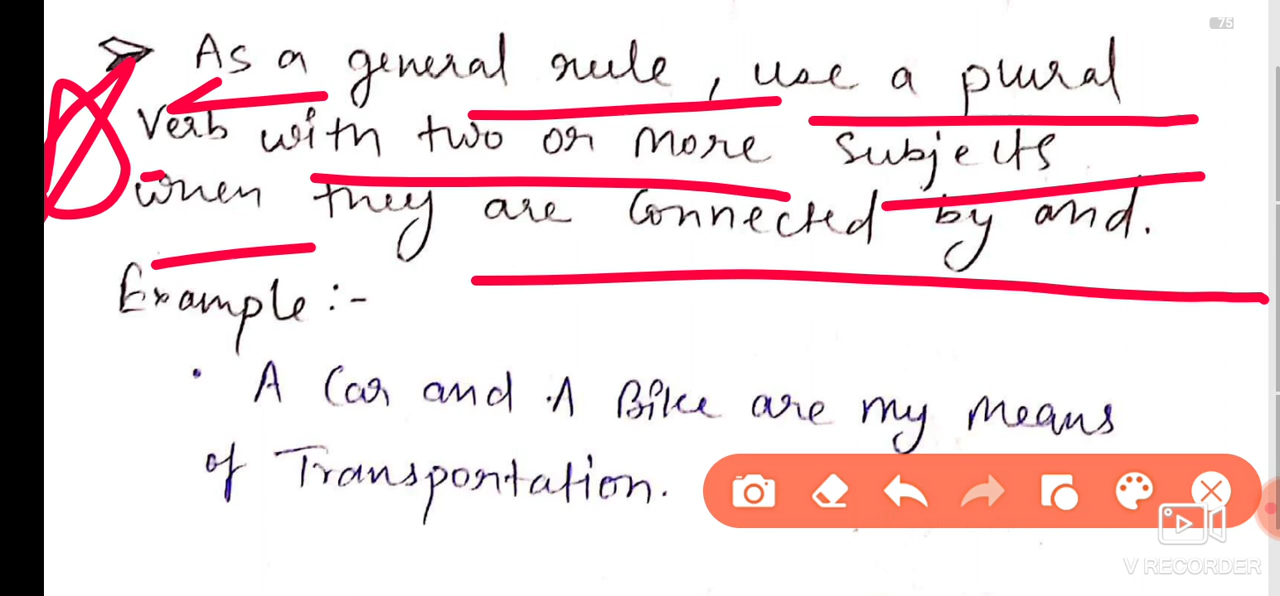 As a general rule, use a plural
Verb with two or more subjects
when they are connected by and.
Example :-
• A Car and A Bike are my means
of Transportation.
75
V RECORDER